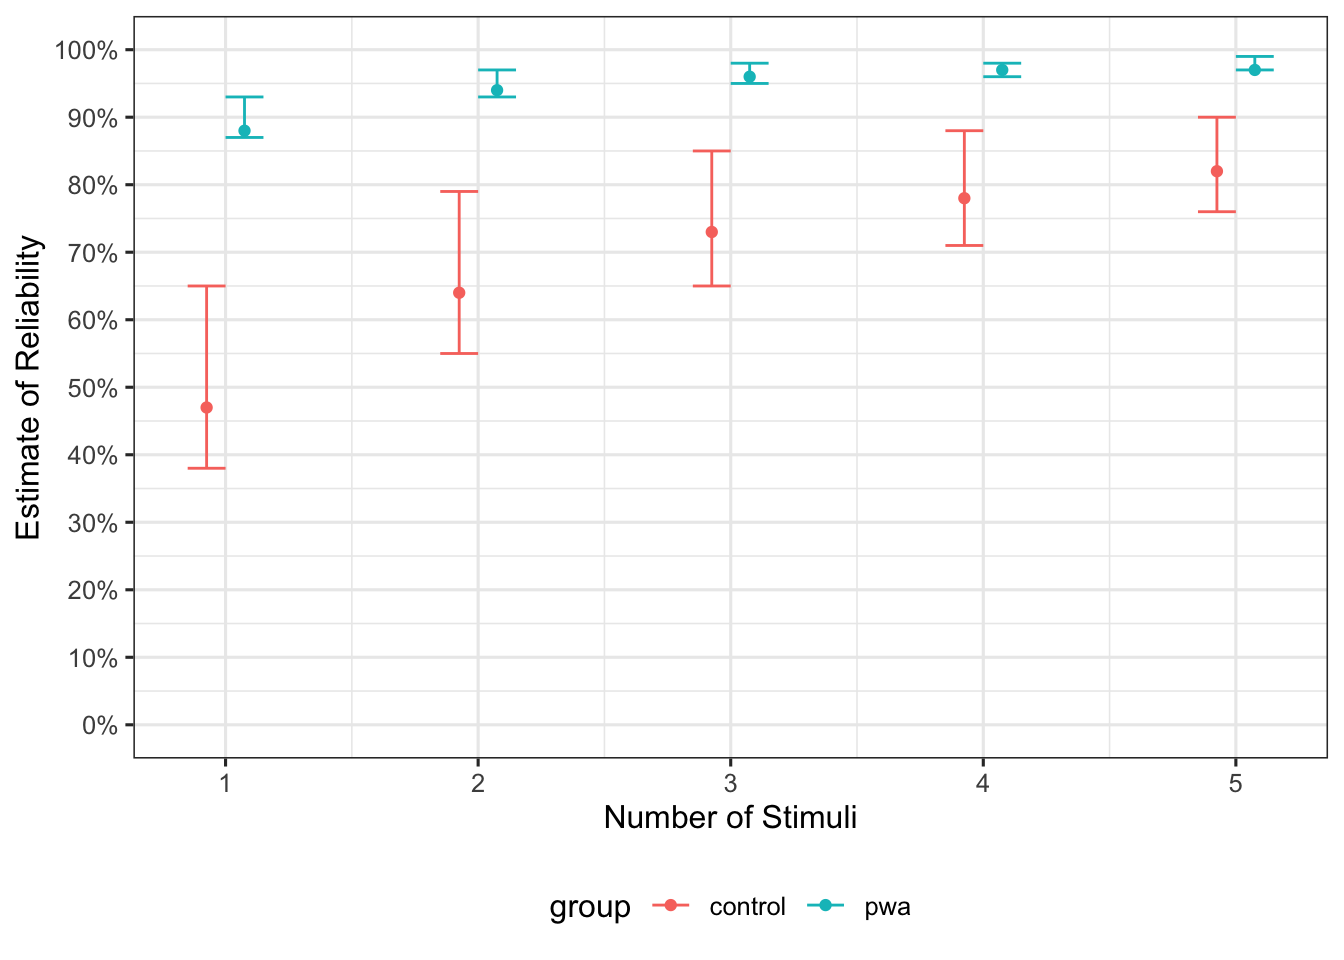 100%
90%
80%
70%
60%
50%
40%
30%
20%
10%
0%
Estimate of Reliability
1 2 3 4 5
Number of Stimuli
group control pwa